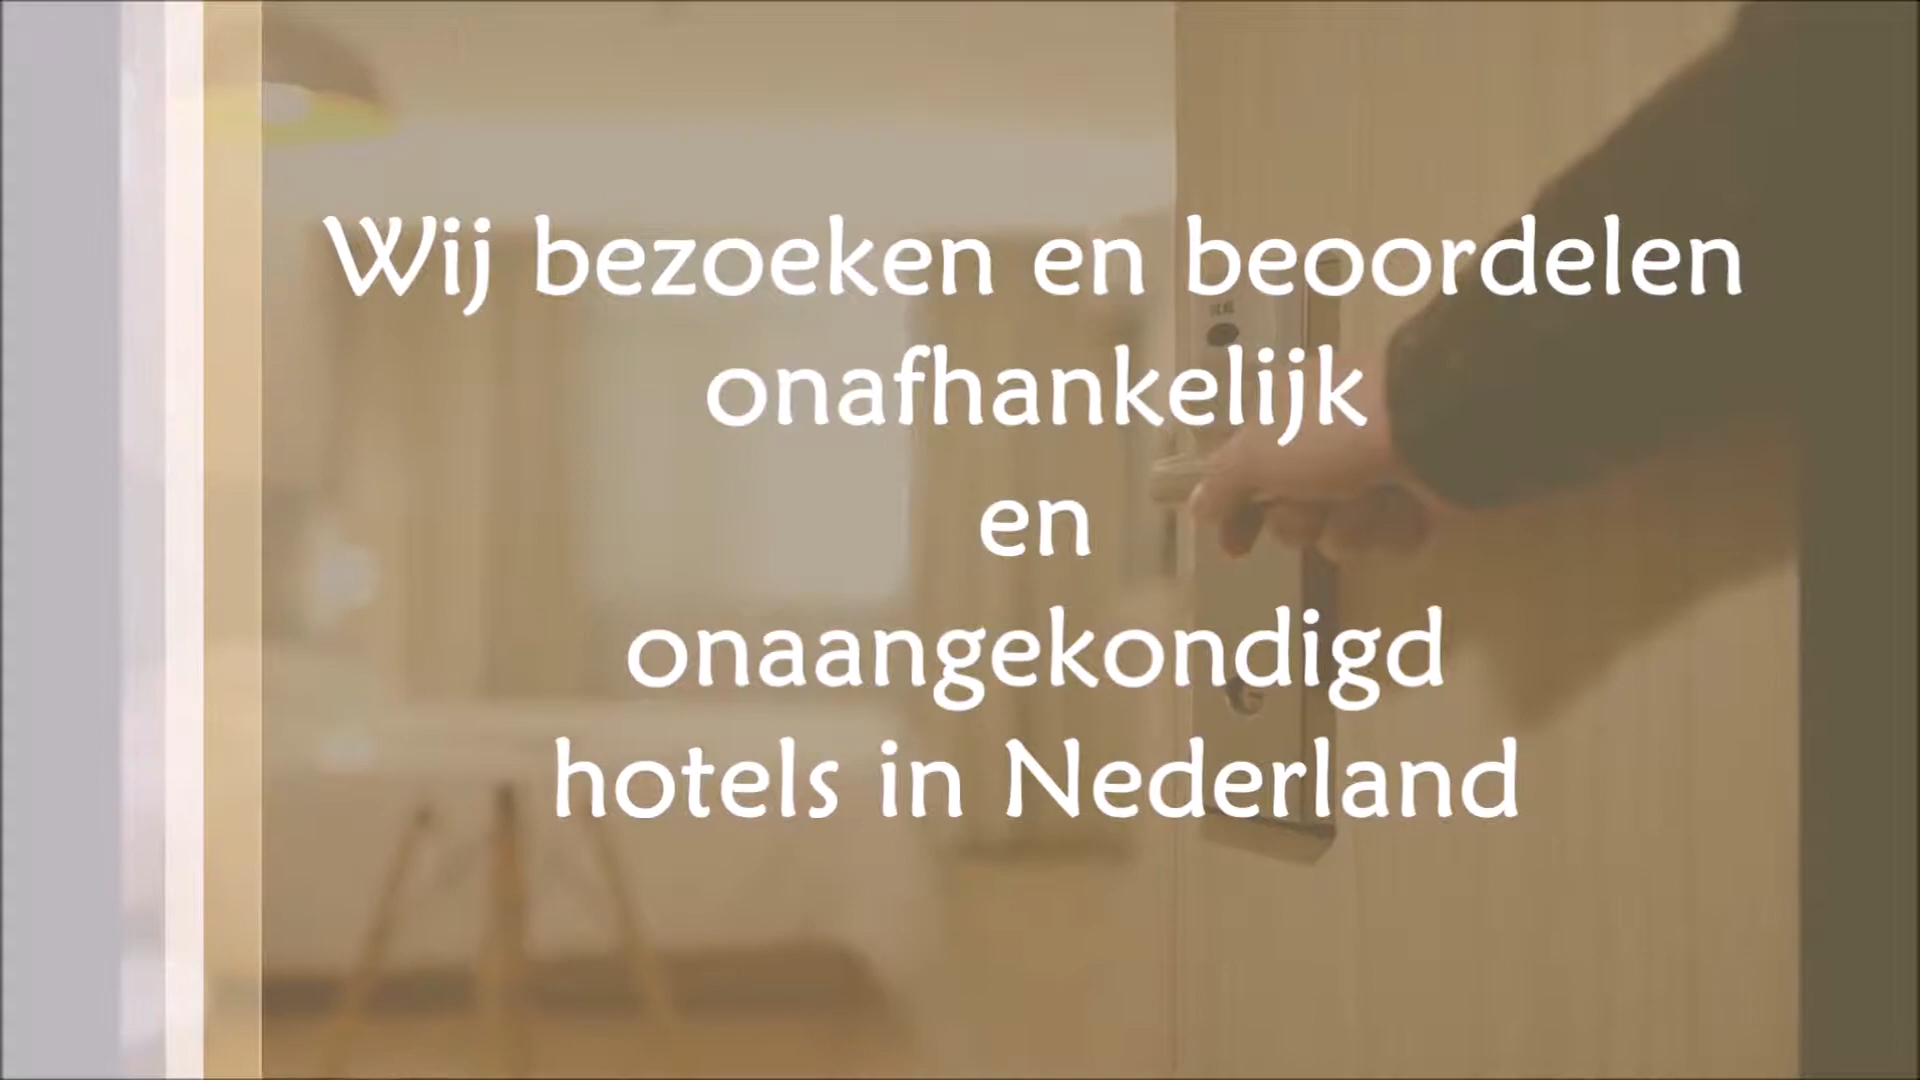 Wij bezoeken en beoordelen
onafhankelijk
en
onaangekondigd
hotels in Nederland